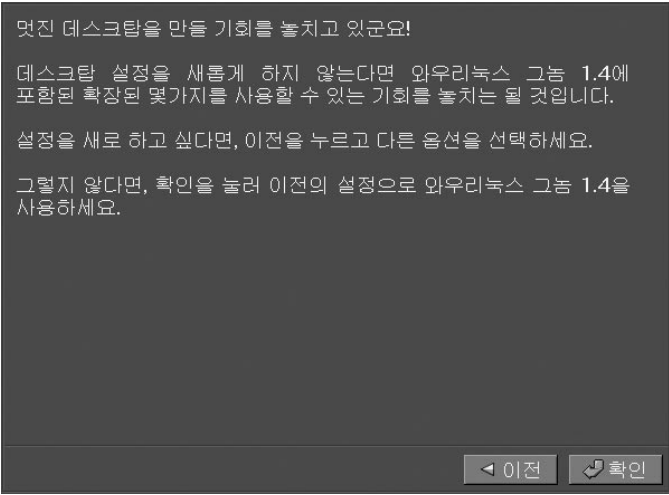 멋진 데스크탑을 만들 기회를 놓치고 있군요!
데스크탑 설정을 새롭게 하지 않는다면 와우리눅스 그놈 1.4에
포함된 확장된 몇가지를 사용할 수 있는 기회를 놓치는 될 것입니다.
설정을 새로 하고 싶다면, 이전을 누르고 다른 옵션을 선택하세요.
그렇지 않다면, 확인을 눌러 이전의 설정으로 와우리눅스 그놈 1.4을
사용하세요.
이전
확인